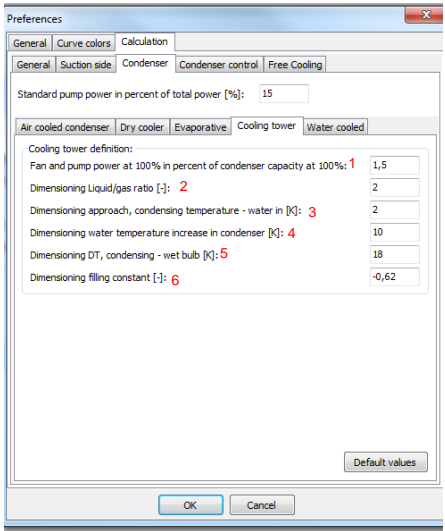 Preferences
General Curve colors Calculation
General Suction side Condenser Condenser control Free Cooling
Standard pump power in percent of total power [%]: 15
Air cooled condenser Dry cooler Evaporative Cooling tower Water cooled
Cooling tower definition:
Fan and pump power at 100% in percent of condenser capacity at 100%: 1 1,5
Dimensioning Liquid/gas ratio [-]: 2 2
Dimensioning approach, condensing temperature - water in [K]: 3 2
Dimensioning water temperature increase in condenser [K]: 4 10
Dimensioning DT, condensing - wet bulb [K]: 5 18
Dimensioning filling constant [-]: 6 -0,62
Default values
OK Cancel